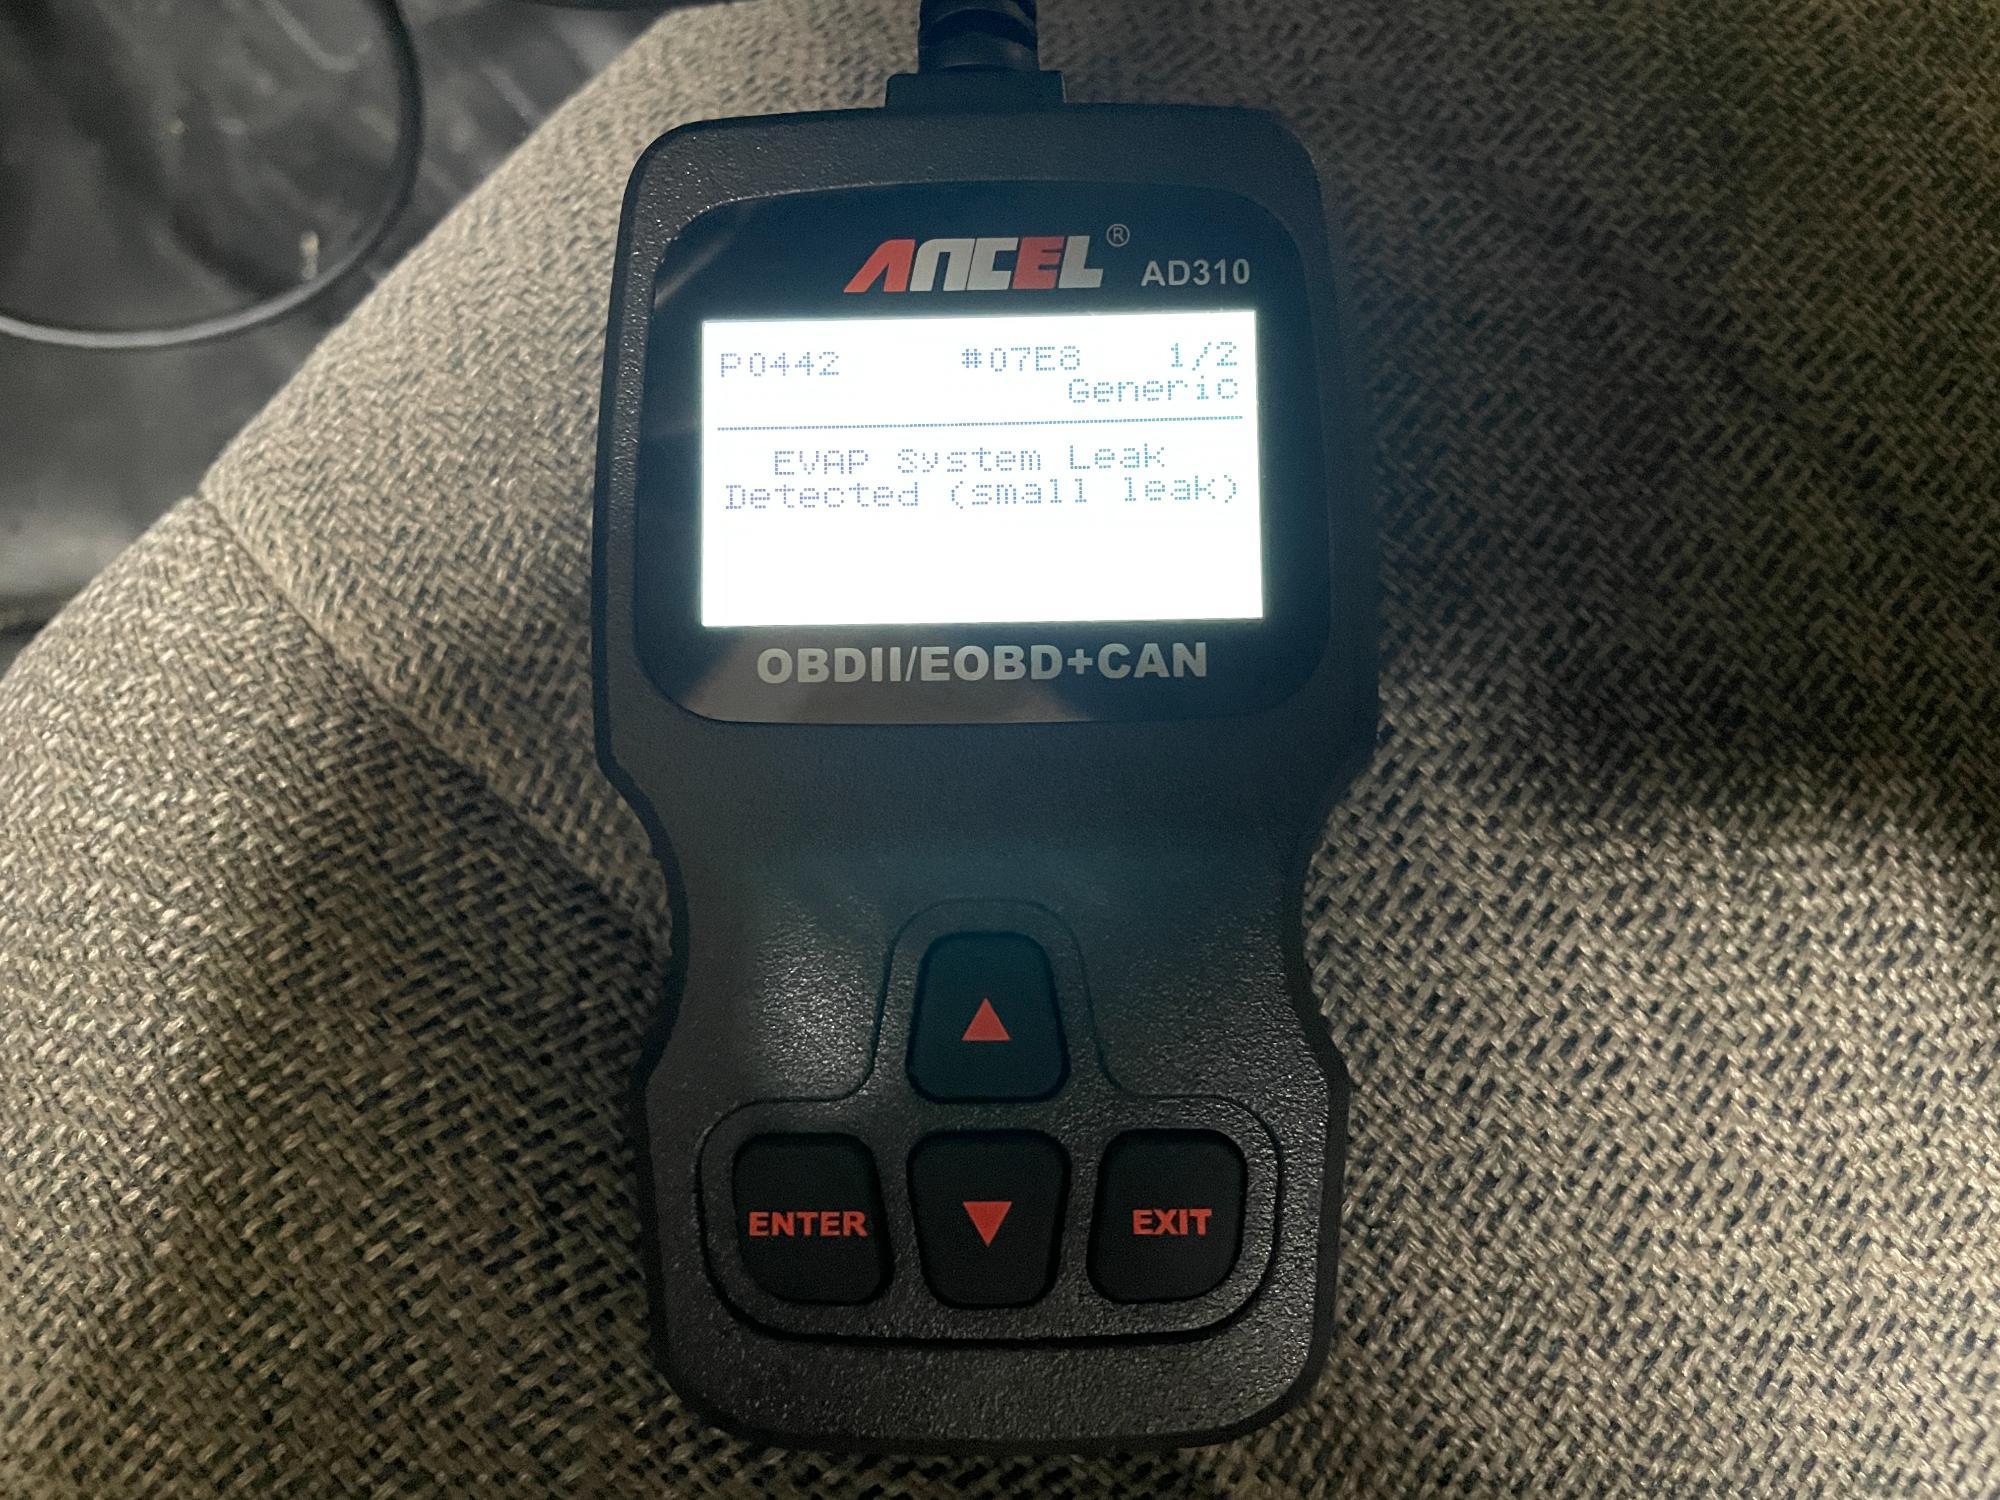 ANCEL® AD310
P0442 #07E8 1/2
Generic
EVAP System Leak
Detected (small leak)
OBDII/EOBD+CAN
ENTER
EXIT